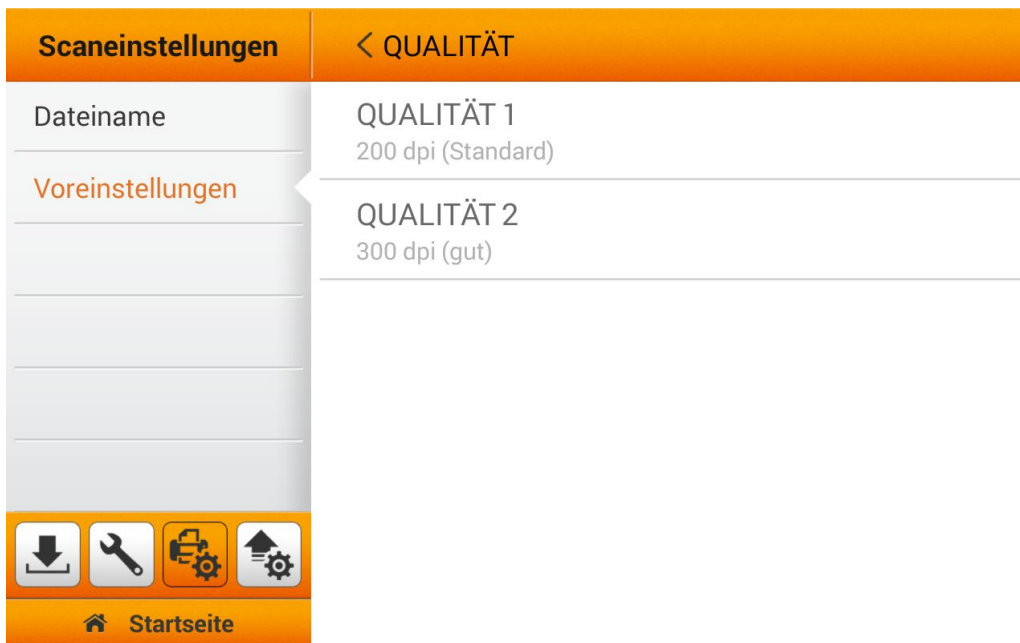 Scaneinstellungen
< QUALITÄT
Dateiname
Voreinstellungen
QUALITÄT 1
200 dpi (Standard)
QUALITÄT 2
300 dpi (gut)
Startseite